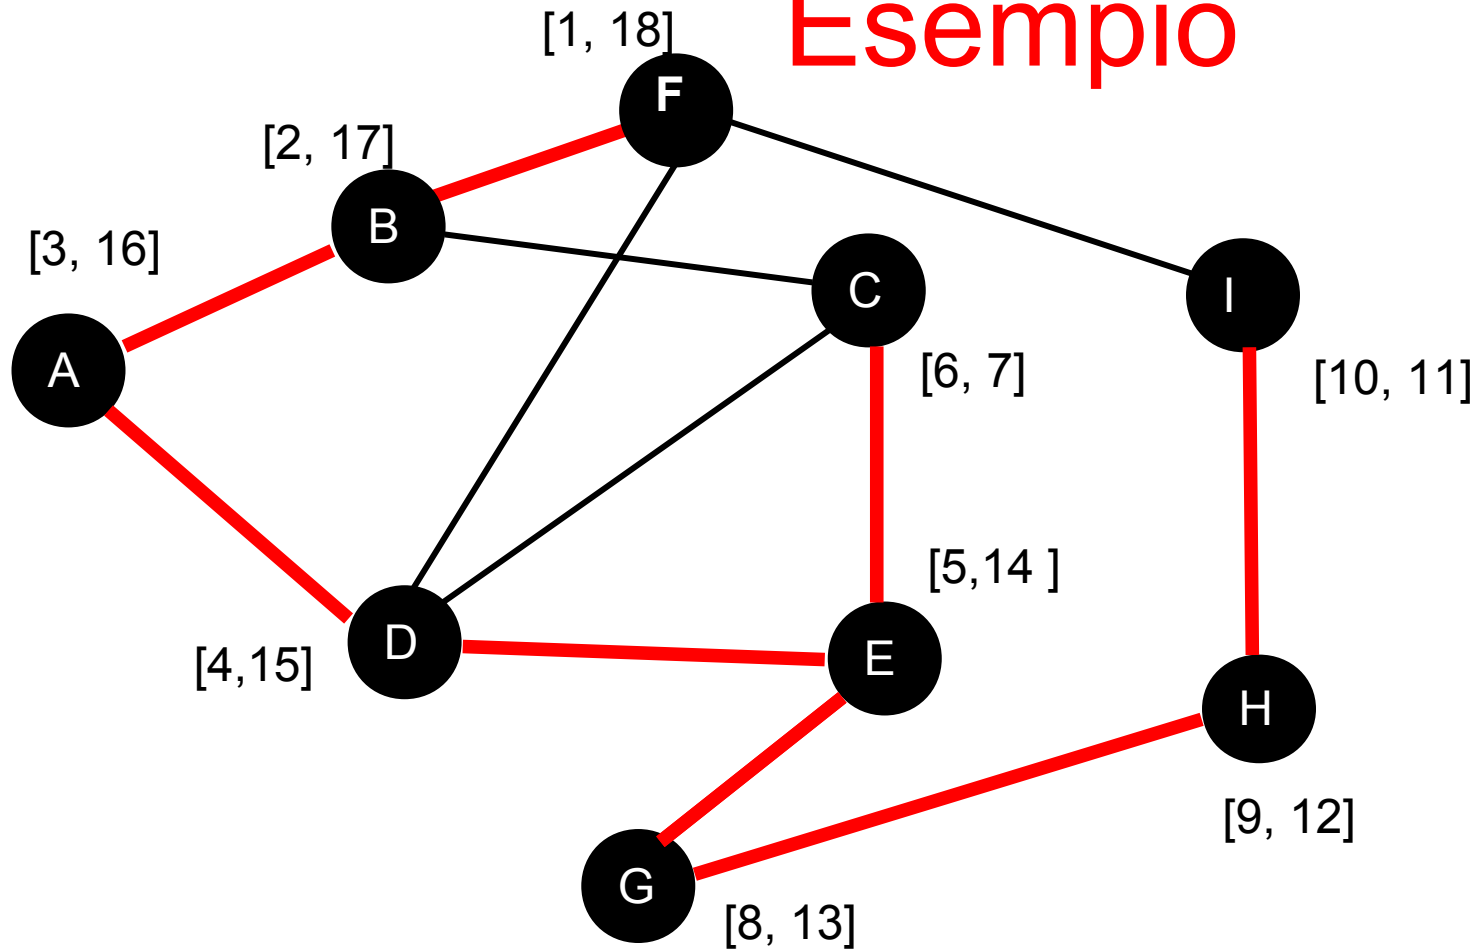 Esempio
[1, 18]
F
[2, 17]
B
[3, 16]
C
I
A
[6, 7]
[10, 11]
[5,14 ]
D
E
[4,15]
H
[9, 12]
G
[8, 13]